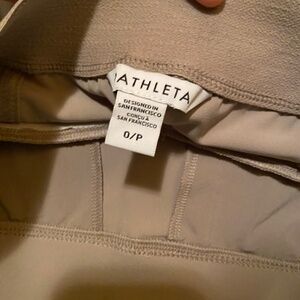 ATHLETA
DESIGNED IN
SAN FRANCISCO
CONÇU À
SAN FRANCISCO
0/P